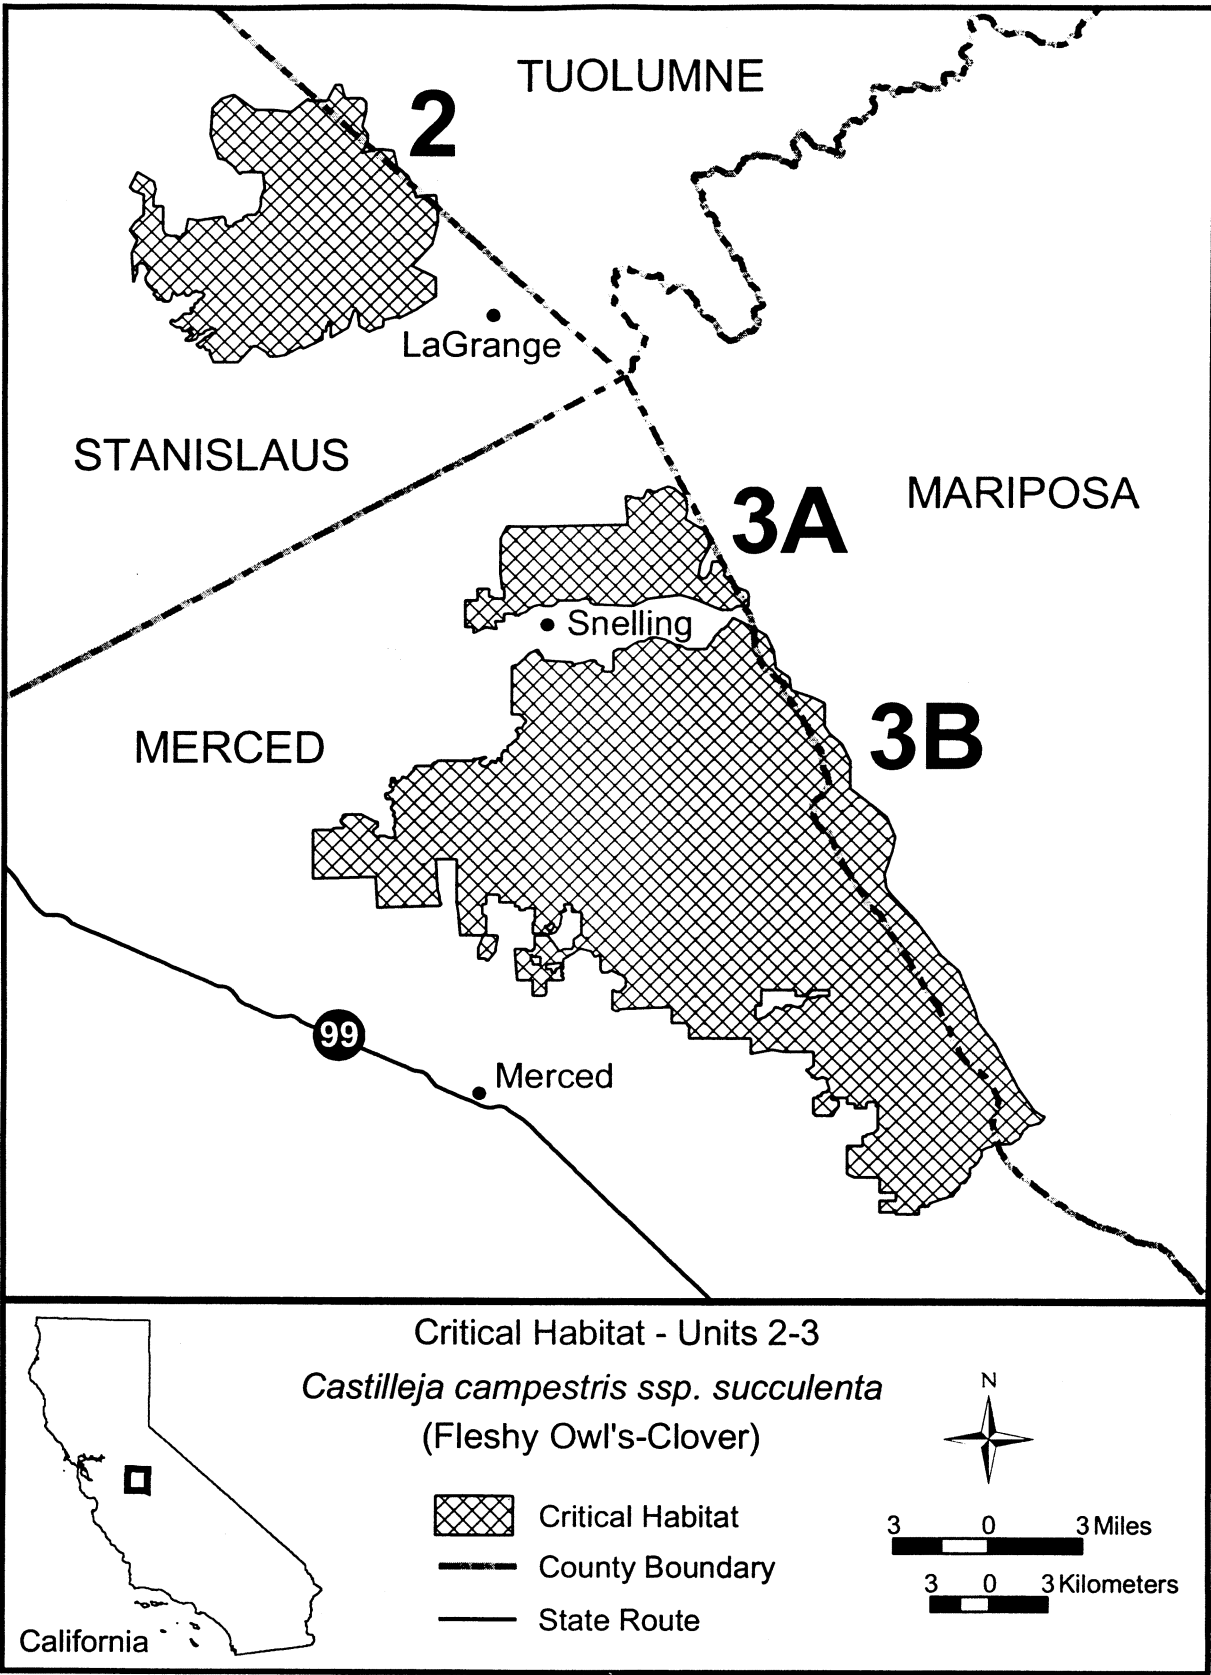 TUOLUMNE
2
LaGrange
STANISLAUS
MARIPOSA
3A
Snelling
3B
MERCED
99
Merced
Critical Habitat - Units 2-3
Castilleja campestris ssp. succulenta
(Fleshy Owl's-Clover)
N
Critical Habitat
County Boundary
State Route
3 0 3 Miles
3 0 3 Kilometers
California